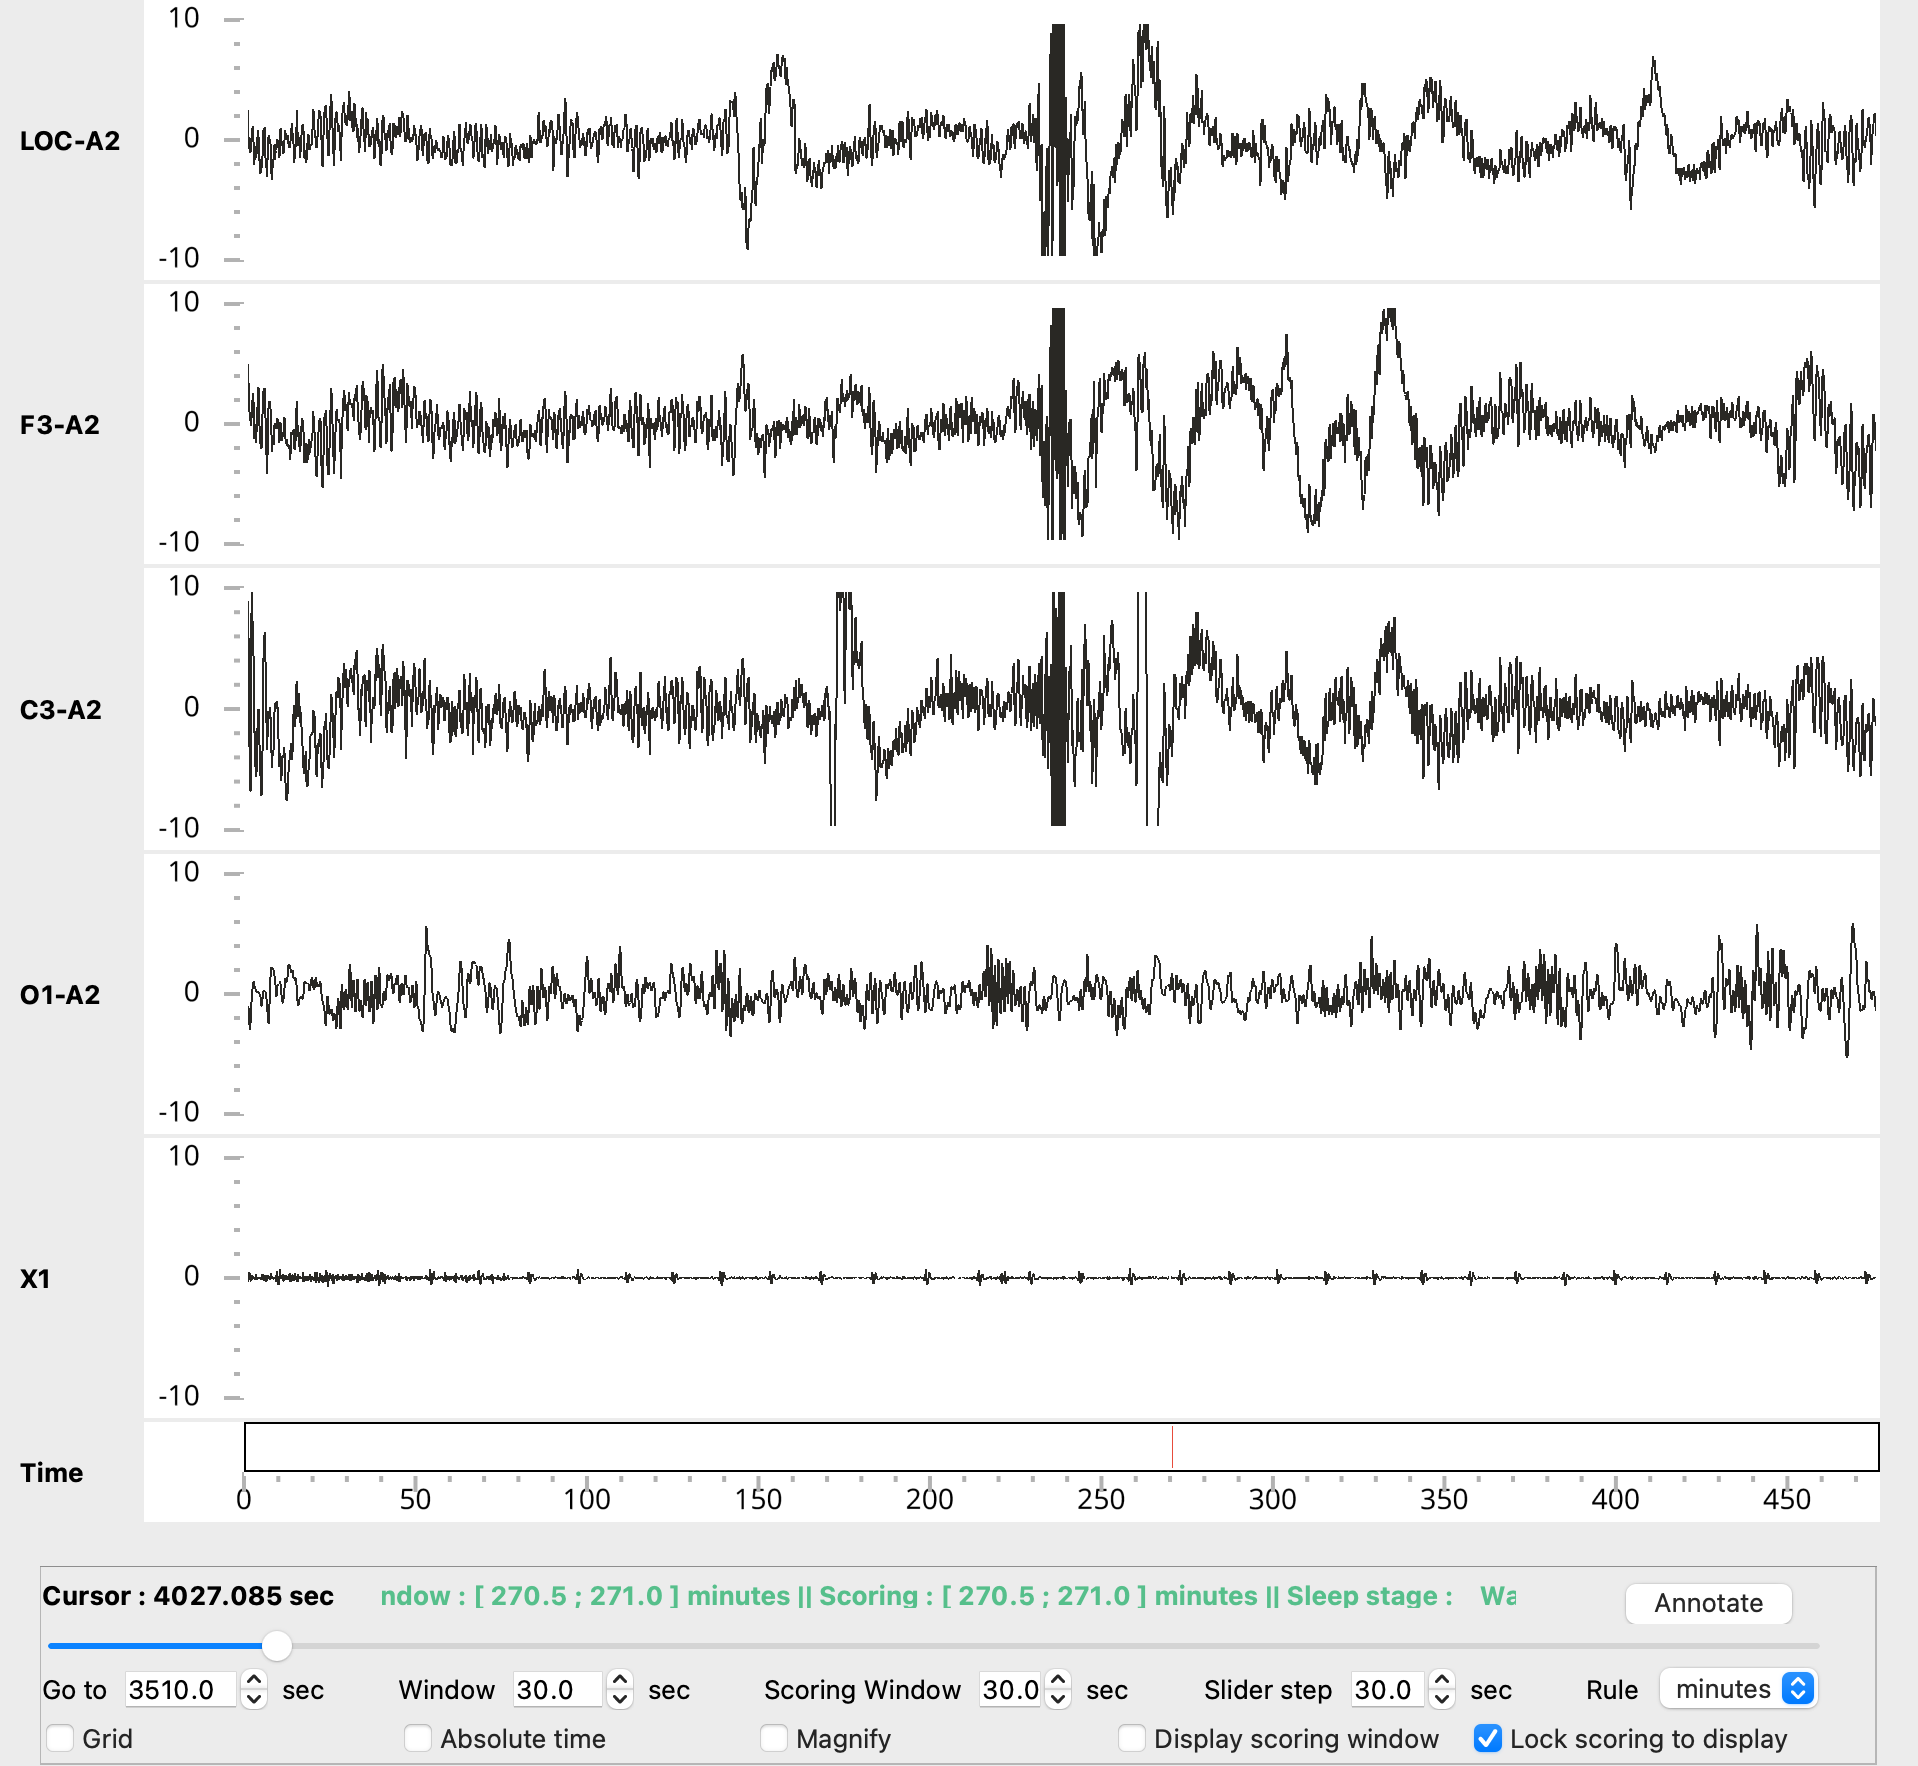 10
LOC-A2
0
-10
10
F3-A2
0
-10
10
C3-A2
0
-10
10
O1-A2
0
-10
10
X1
0
-10
Time
0 50 100 150 200 250 300 350 400 450
Cursor : 4027.085 sec ndow : [ 270.5 ; 271.0 ] minutes || Scoring : [ 270.5 ; 271.0 ] minutes || Sleep stage : Wa Annotate
Go to 3510.0 sec Window 30.0 sec Scoring Window 30.0 sec Slider step 30.0 sec Rule minutes
Grid Absolute time Magnify Display scoring window Lock scoring to display